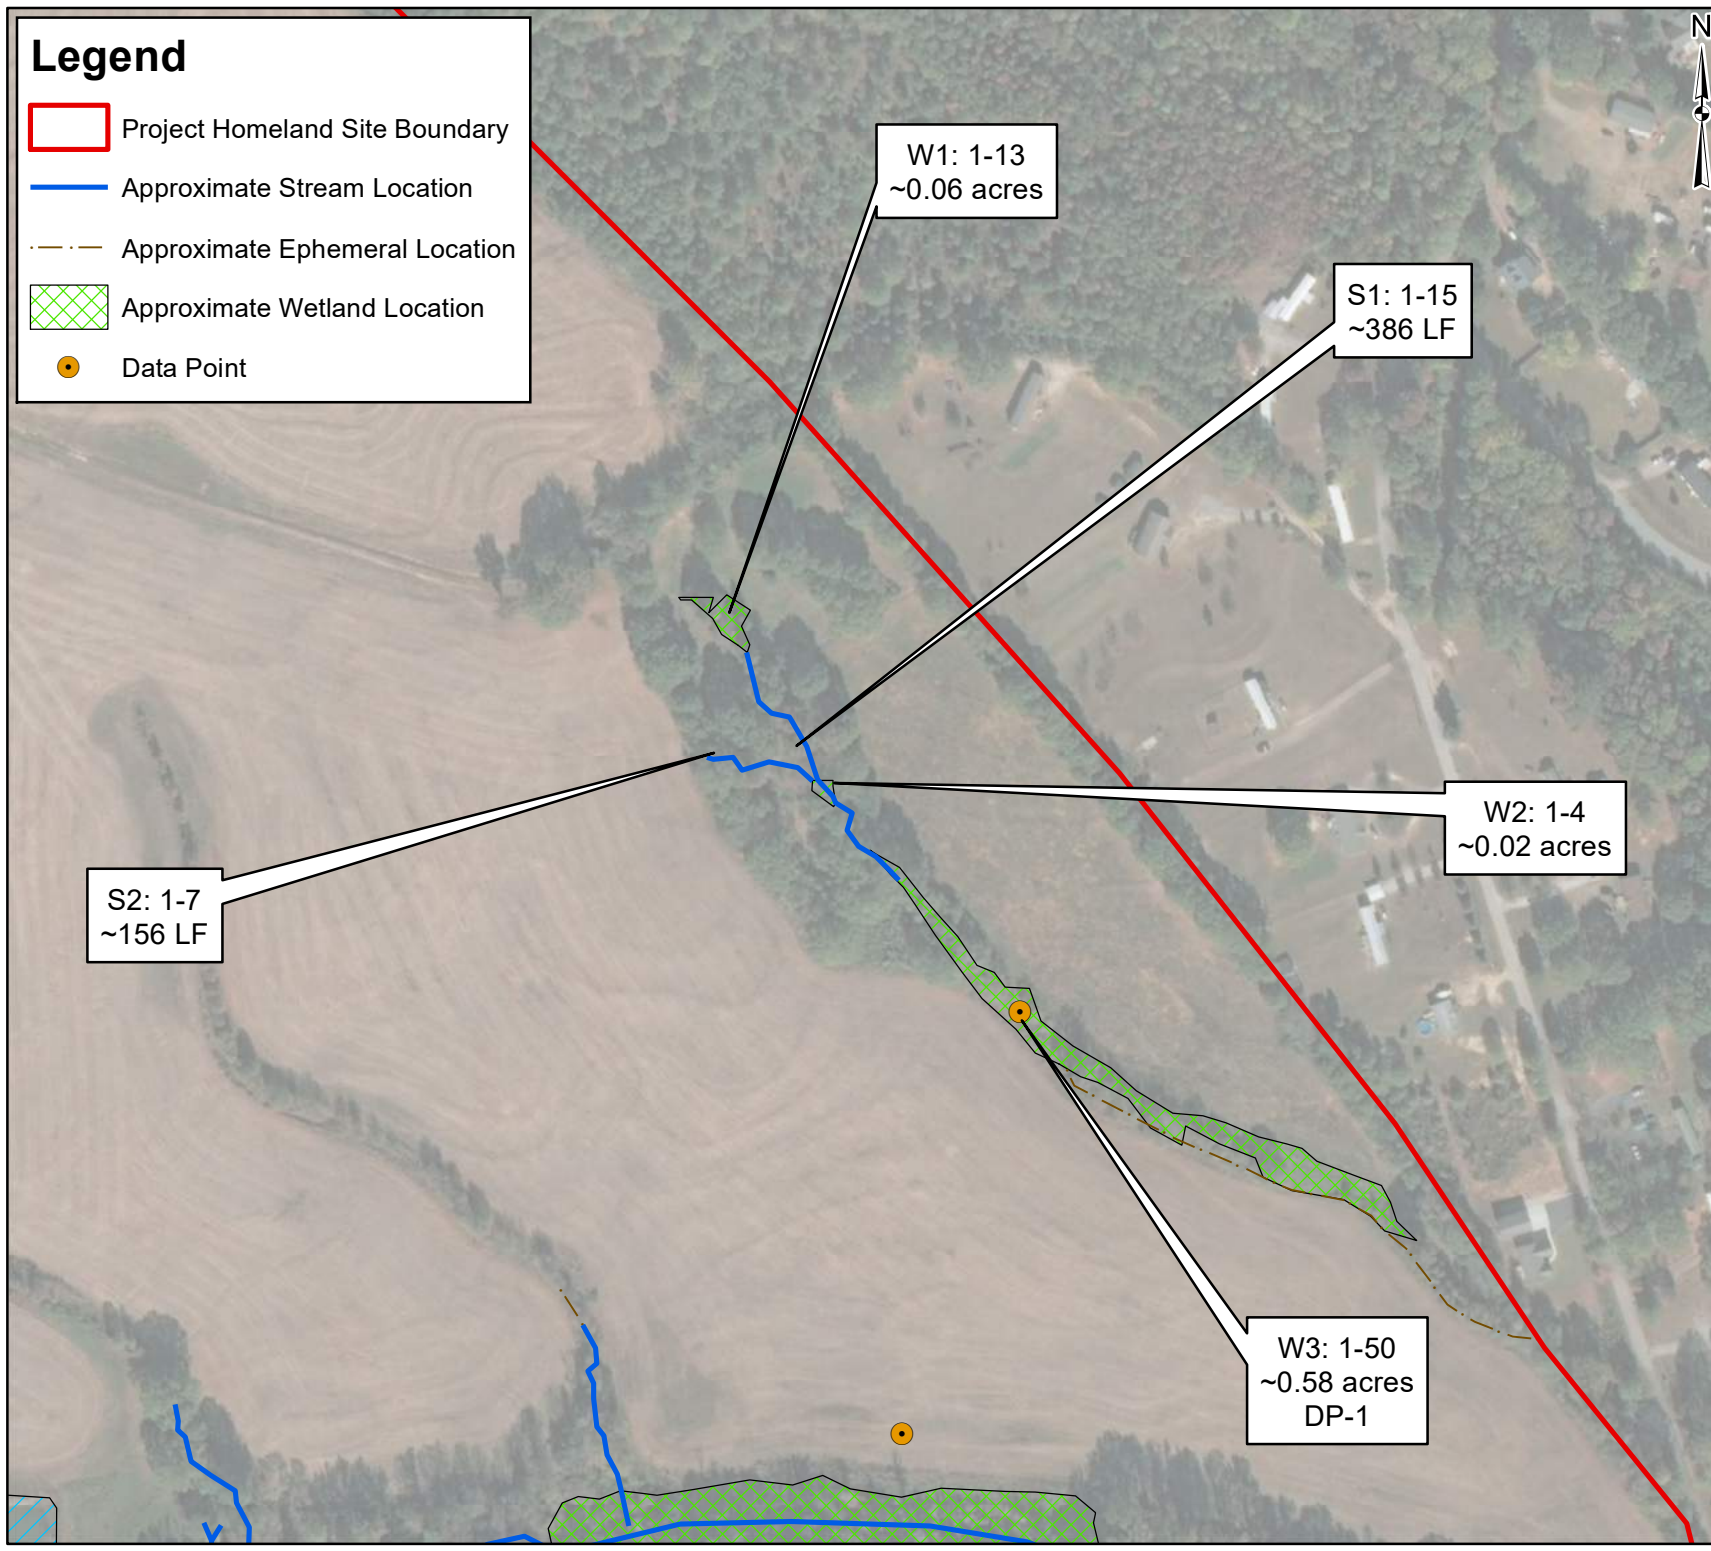 Legend
Project Homeland Site Boundary
Approximate Stream Location
Approximate Ephemeral Location
Approximate Wetland Location
Data Point
N
W1: 1-13
~0.06 acres
S1: 1-15
~386 LF
W2: 1-4
~0.02 acres
S2: 1-7
~156 LF
W3: 1-50
~0.58 acres
DP-1